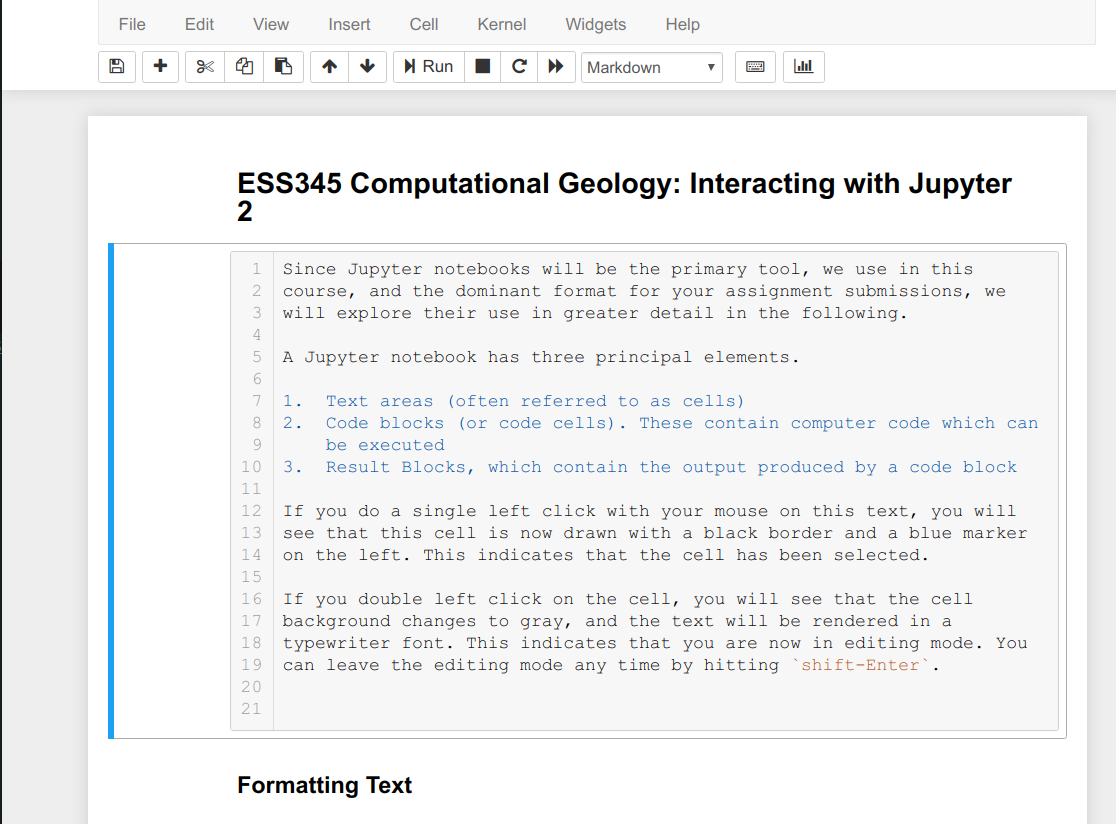 File Edit View Insert Cell Kernel Widgets Help
Run Markdown
ESS345 Computational Geology: Interacting with Jupyter
2
1 Since Jupyter notebooks will be the primary tool, we use in this
2 course, and the dominant format for your assignment submissions, we
3 will explore their use in greater detail in the following.
4
5 A Jupyter notebook has three principal elements.
6
7 1. Text areas (often referred to as cells)
8 2. Code blocks (or code cells). These contain computer code which can
9 be executed
10 3. Result Blocks, which contain the output produced by a code block
11
12 If you do a single left click with your mouse on this text, you will
13 see that this cell is now drawn with a black border and a blue marker
14 on the left. This indicates that the cell has been selected.
15
16 If you double left click on the cell, you will see that the cell
17 background changes to gray, and the text will be rendered in a
18 typewriter font. This indicates that you are now in editing mode. You
19 can leave the editing mode any time by hitting `shift-Enter`.
20
21
Formatting Text